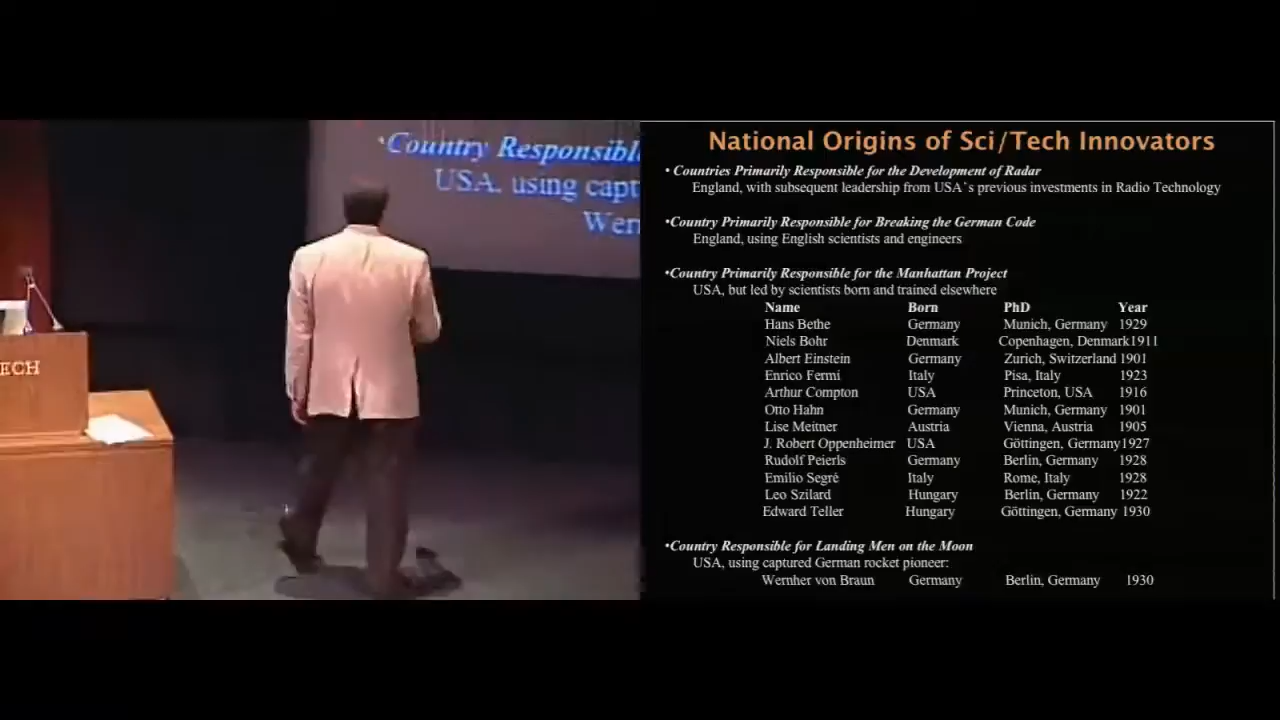 •Country Responsibl
USA, using capt
Wer
ECH
National Origins of Sci/Tech Innovators
• Countries Primarily Responsible for the Development of Radar
England, with subsequent leadership from USA's previous investments in Radio Technology
•Country Primarily Responsible for Breaking the German Code
England, using English scientists and engineers
•Country Primarily Responsible for the Manhattan Project
USA, but led by scientists born and trained elsewhere
Name Born PhD Year
Hans Bethe Germany Munich, Germany 1929
Niels Bohr Denmark Copenhagen, Denmark1911
Albert Einstein Germany Zurich, Switzerland 1901
Enrico Fermi Italy Pisa, Italy 1923
Arthur Compton USA Princeton, USA 1916
Otto Hahn Germany Munich, Germany 1901
Lise Meitner Austria Vienna, Austria 1905
J. Robert Oppenheimer USA Göttingen, Germany1927
Rudolf Peierls Germany Berlin, Germany 1928
Emilio Segré Italy Rome, Italy 1928
Leo Szilard Hungary Berlin, Germany 1922
Edward Teller Hungary Göttingen, Germany 1930
•Country Responsible for Landing Men on the Moon
USA, using captured German rocket pioneer:
Wernher von Braun Germany Berlin, Germany 1930